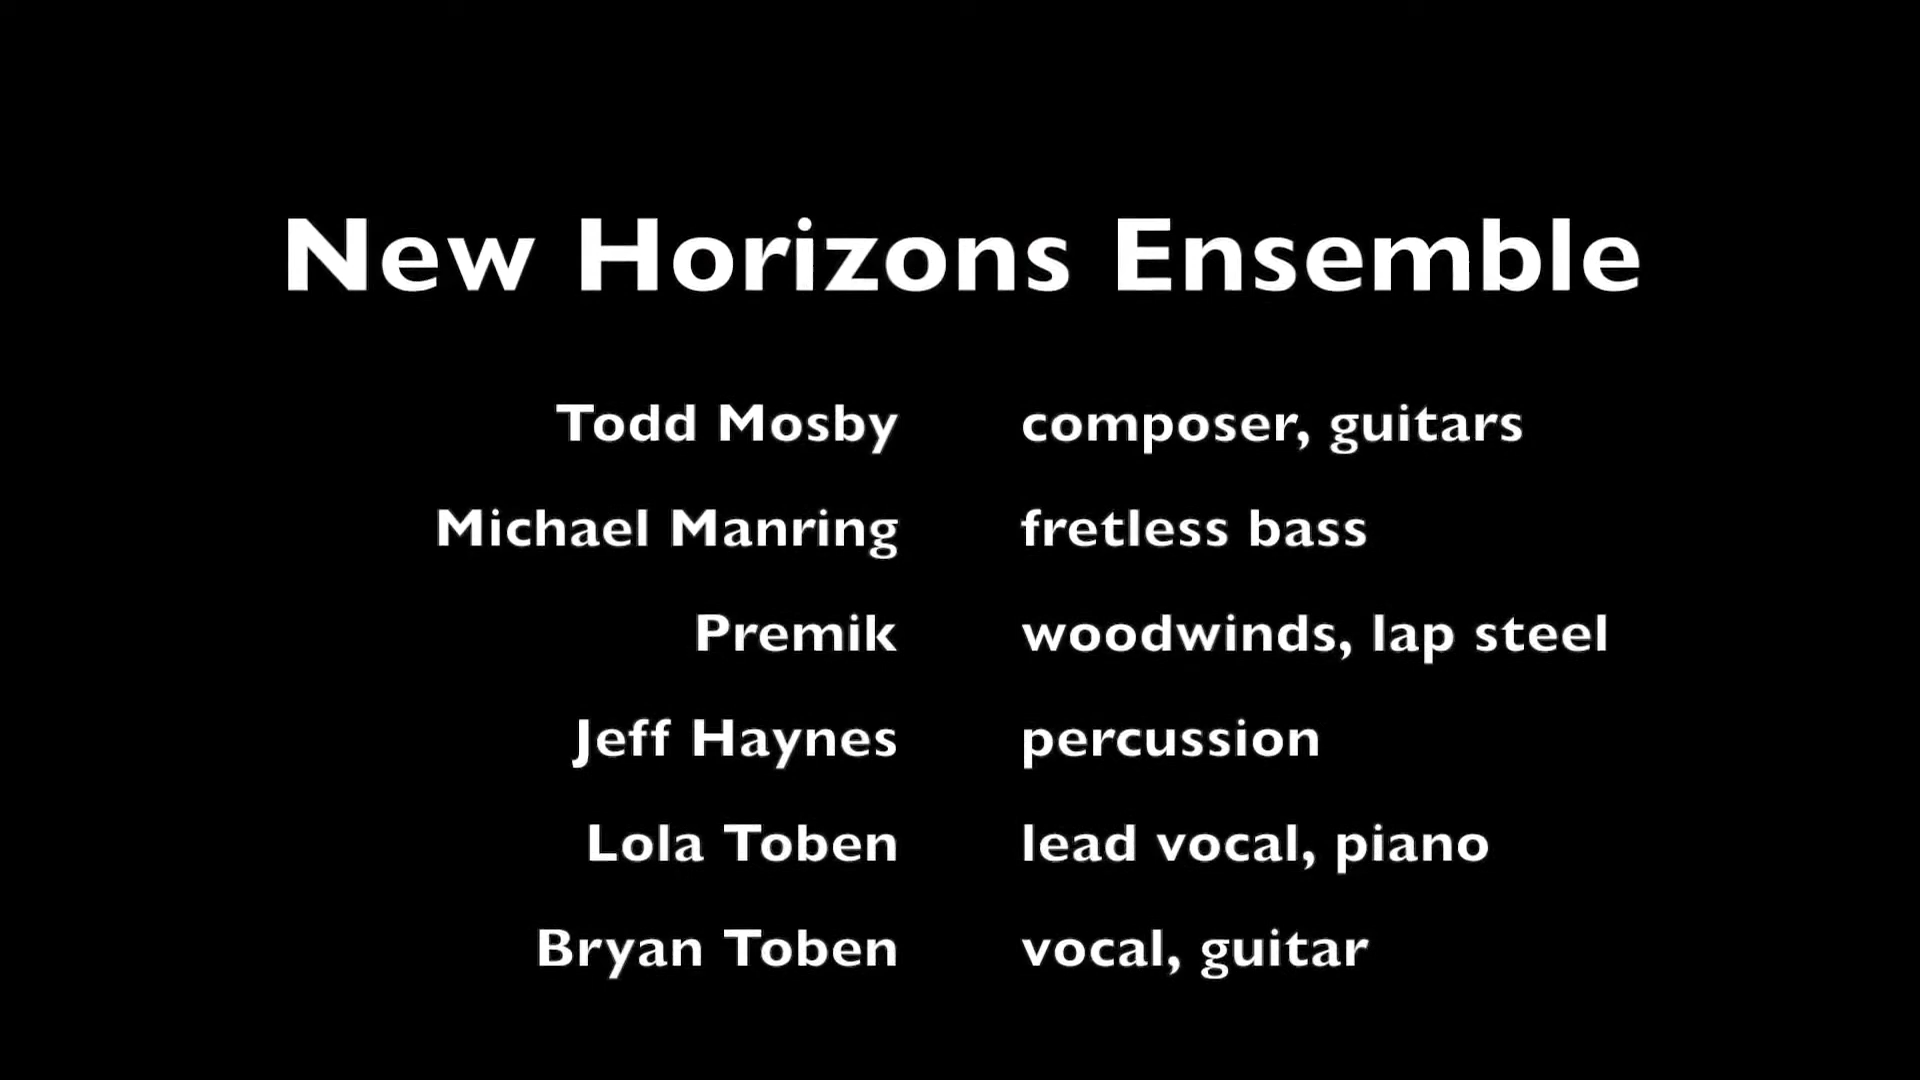 New Horizons Ensemble
Todd Mosby composer, guitars
Michael Manring fretless bass
Premik woodwinds, lap steel
Jeff Haynes percussion
Lola Toben lead vocal, piano
Bryan Toben vocal, guitar